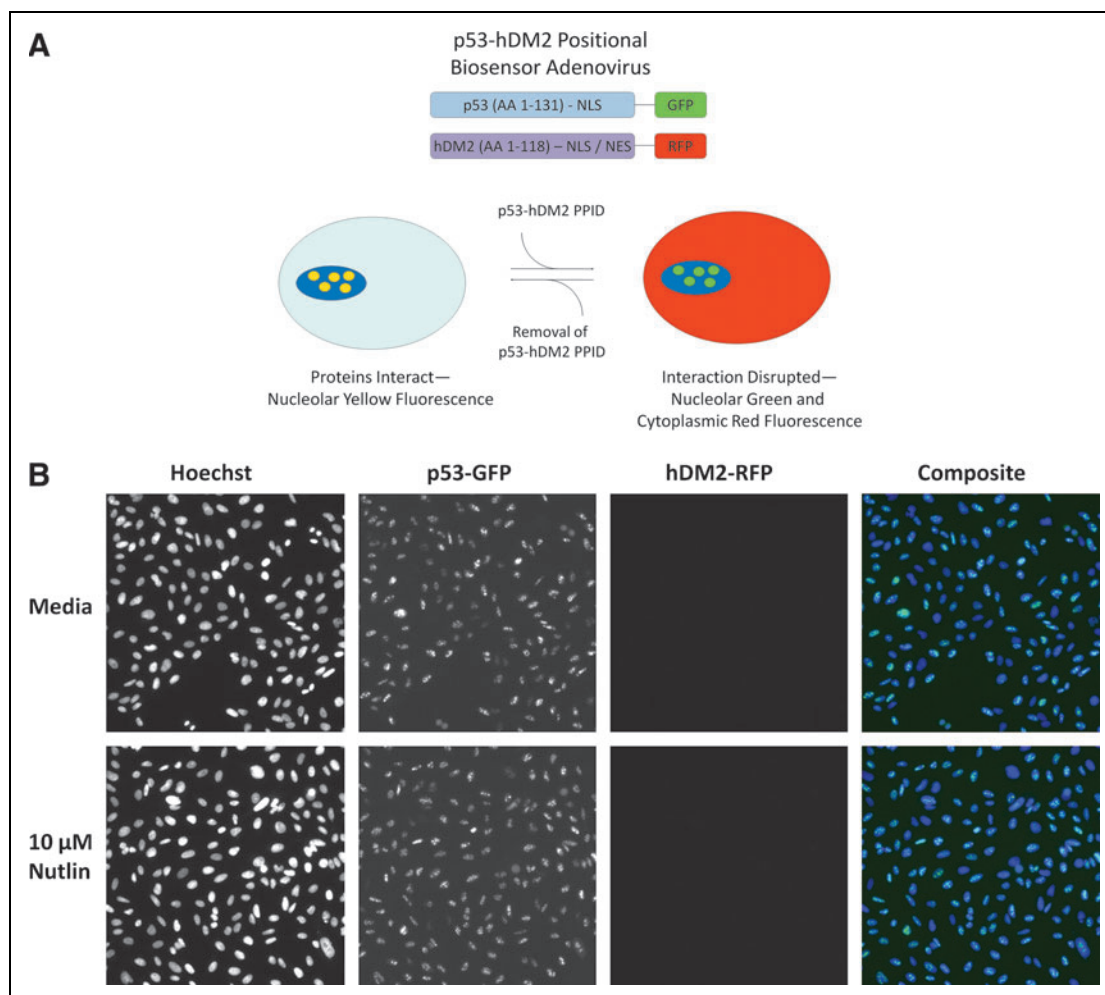 A
p53-hDM2 Positional
Biosensor Adenovirus
p53 (AA 1-131) - NLS
GFP
hDM2 (AA 1-118) – NLS / NES
RFP
p53-hDM2 PPID
Removal of
p53-hDM2 PPID
Proteins Interact—
Nucleolar Yellow Fluorescence
Interaction Disrupted—
Nucleolar Green and
Cytoplasmic Red Fluorescence
B
Hoechst
p53-GFP
hDM2-RFP
Composite
Media
10 µM
Nutlin